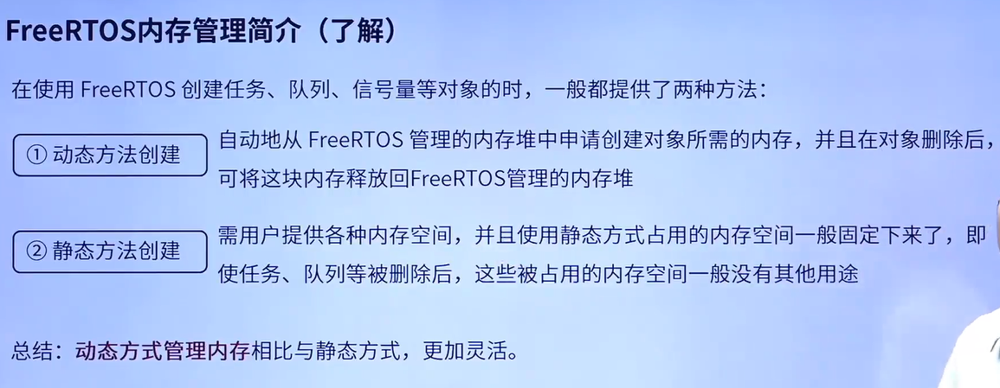 FreeRTOS内存管理简介（了解）
在使用 FreeRTOS 创建任务、队列、信号量等对象的时，一般都提供了两种方法：
① 动态方法创建
自动地从 FreeRTOS 管理的内存堆中申请创建对象所需的内存，并且在对象删除后，
可将这块内存释放回FreeRTOS管理的内存堆
② 静态方法创建
需用户提供各种内存空间，并且使用静态方式占用的内存空间一般固定下来了，即
使任务、队列等被删除后，这些被占用的内存空间一般没有其他用途
总结：动态方式管理内存相比与静态方式，更加灵活。